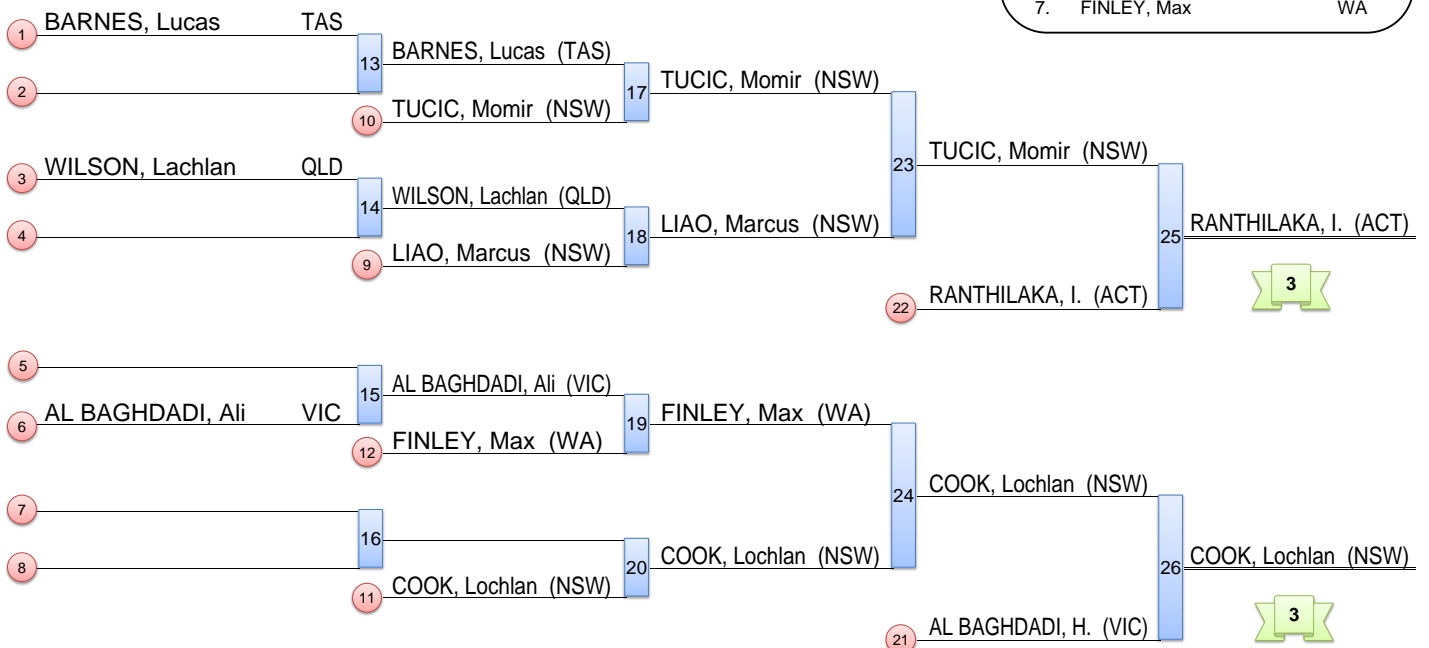 7. FINLEY, Max WA
1 BARNES, Lucas TAS
13 BARNES, Lucas (TAS)
2
10 TUCIC, Momir (NSW)
17 TUCIC, Momir (NSW)
3 WILSON, Lachlan QLD
14 WILSON, Lachlan (QLD)
4
9 LIAO, Marcus (NSW)
18 LIAO, Marcus (NSW)
23 TUCIC, Momir (NSW)
22 RANTHILAKA, I. (ACT)
25 RANTHILAKA, I. (ACT)
3
5
15 AL BAGHDADI, Ali (VIC)
6 AL BAGHDADI, Ali VIC
12 FINLEY, Max (WA)
19 FINLEY, Max (WA)
7
16
8
11 COOK, Lochlan (NSW)
20 COOK, Lochlan (NSW)
24 COOK, Lochlan (NSW)
21 AL BAGHDADI, H. (VIC)
26 COOK, Lochlan (NSW)
3